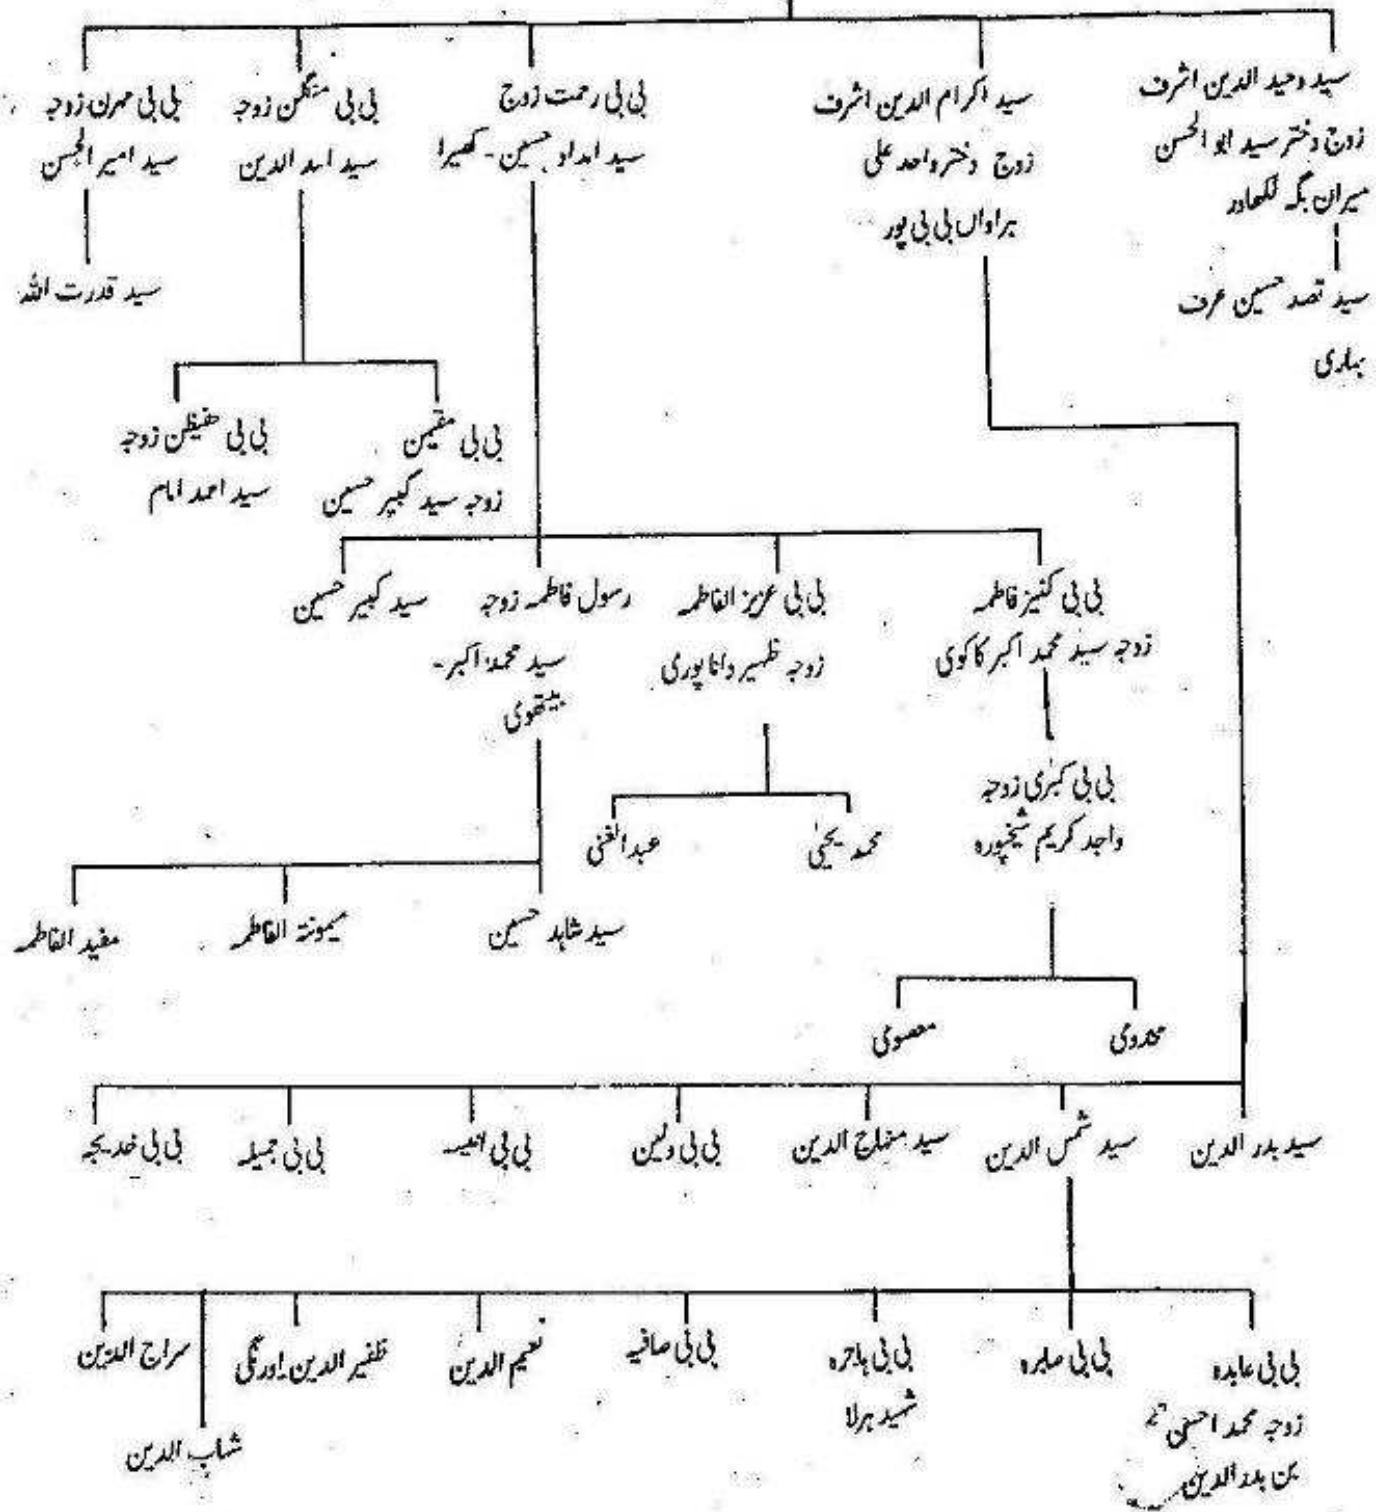 سید وحید الدین اشرف
زوج دختر سید ابو الحسن
میران بگہ لکھاور
سید تصد حسین عرف
بہاری
سید اکرام الدین اشرف
زوج دختر واحد علی
براواں بی بی پور
بی بی رحمت زوج
سید امداد حسین - کھیرا
بی بی منگلن زوجہ
سید اسد الدین
بی بی مہرن زوجہ
سید امیر الحسن
سید قدرت اللہ
بی بی مقیمن
زوجہ سید کبیر حسین
بی بی حفیظن زوجہ
سید احمد امام
بی بی کنیز فاطمہ
زوجہ سید محمد اکبر کاکوی
بی بی عزیز الفاطمہ
زوجہ ظہیر داناپوری
رسول فاطمہ زوجہ
سید محمد اکبر -
بیتھوی
سید کبیر حسین
بی بی کبریٰ زوجہ
واجد کریم شیخپورہ
محمد یحییٰ
عبد الغنی
سید شاہد حسین
میمونتہ الفاطمہ
مفید الفاطمہ
مخدومی
معصومی
سید بدر الدین
سید شمس الدین
سید منہاج الدین
بی بی ولین
بی بی انیسہ
بی بی جمیلہ
بی بی خدیجہ
بی بی عابدہ
زوجہ محمد احسنی
بن بدر الدین
بی بی صابرہ
بی بی ہاجرہ
شہید ہرلا
بی بی صافیہ
نعیم الدین
ظفیر الدین اورنگی
شہاب الدین
سراج الدین